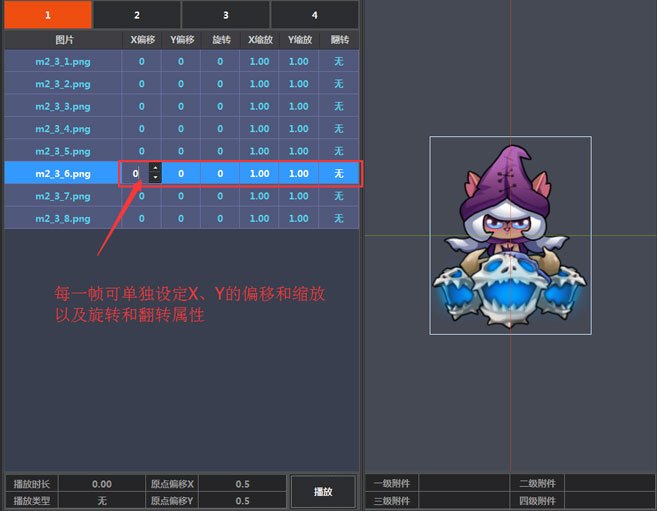 1 2 3 4
图片 X偏移 Y偏移 旋转 X缩放 Y缩放 翻转
m2_3_1.png 0 0 0 1.00 1.00 无
m2_3_2.png 0 0 0 1.00 1.00 无
m2_3_3.png 0 0 0 1.00 1.00 无
m2_3_4.png 0 0 0 1.00 1.00 无
m2_3_5.png 0 0 0 1.00 1.00 无
m2_3_6.png 0 0 0 1.00 1.00 无
m2_3_7.png 0 0 0 1.00 1.00 无
m2_3_8.png 0 0 0 1.00 1.00 无
每一帧可单独设定X、Y的偏移和缩放
以及旋转和翻转属性
播放时长 0.00 原点偏移X 0.5
播放类型 无 原点偏移Y 0.5
播放
一级附件 二级附件
三级附件 四级附件